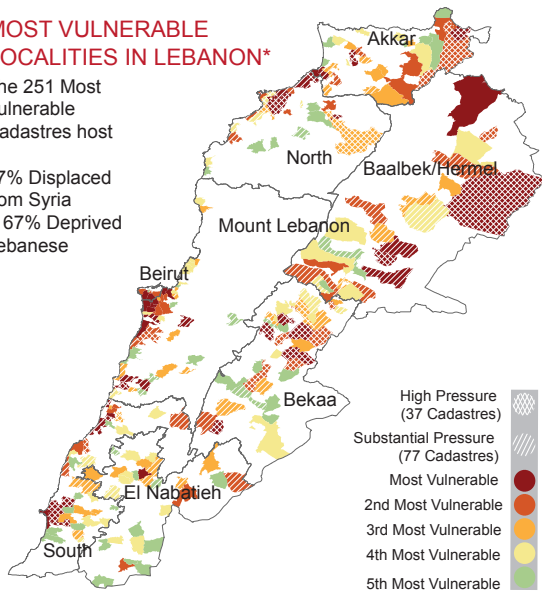 MOST VULNERABLE
OCALITIES IN LEBANON*
he 251 Most
ulnerable
adastres host
7% Displaced
om Syria
67% Deprived
ebanese
Akkar
North
Baalbek/Hermel
Mount Lebanon
Beirut
Bekaa
El Nabatieh
South
High Pressure
(37 Cadastres)
Substantial Pressure
(77 Cadastres)
Most Vulnerable
2nd Most Vulnerable
3rd Most Vulnerable
4th Most Vulnerable
5th Most Vulnerable